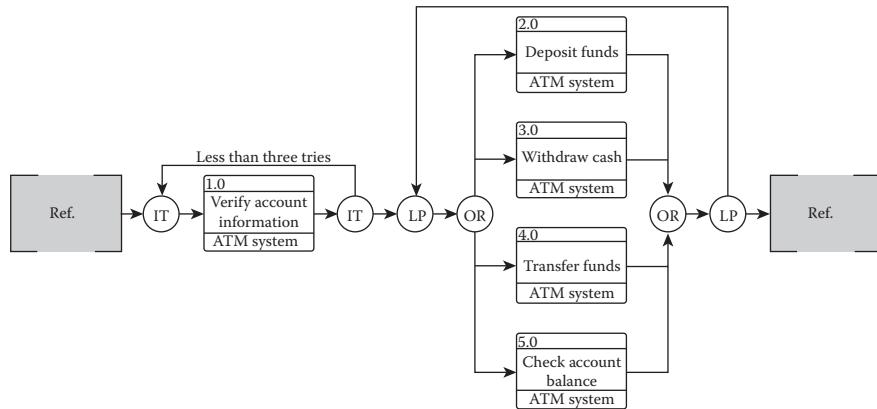 2.0
Deposit funds
ATM system
3.0
Withdraw cash
ATM system
Less than three tries
Ref.
IT
1.0
Verify account
information
ATM system
IT
LP
OR
OR
LP
Ref.
4.0
Transfer funds
ATM system
5.0
Check account
balance
ATM system